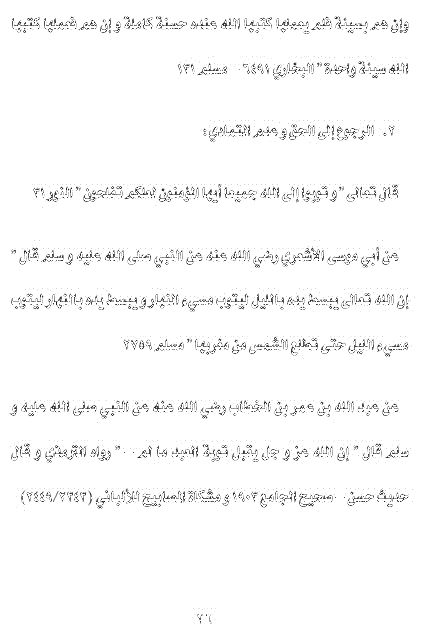 وإن هم بسيئة فلم يعملها كتبها الله عنده حسنة كاملة و إن هم فعملها كتبها
الله سيئة واحدة " البخاري ٦٤٩١ – مسلم ١٣١
٢. الرجوع إلى الحق و عدم التمادي :
قال تعالى " و توبوا إلى الله جميعا أيها المؤمنون لعلكم تفلحون " النور ٣١
عن أبي موسى الأشعري رضي الله عنه عن النبي صلى الله عليه و سلم قال "
إن الله تعالى يبسط يده بالليل ليتوب مسيء النهار و يبسط يده بالنهار ليتوب
مسيء الليل حتى تطلع الشمس من مغربها " مسلم ٢٧٥٩
عن عبد الله بن عمر بن الخطاب رضي الله عنه عن النبي صلى الله عليه و
سلم قال " إن الله عز و جل يقبل توبة العبد ما لم .." رواه الترمذي و قال
حديث حسن – صحيح الجامع ١٩٠٣ و مشكاة المصابيح للألباني (٢٣٤٣/٢٤٤٩)
٢٦